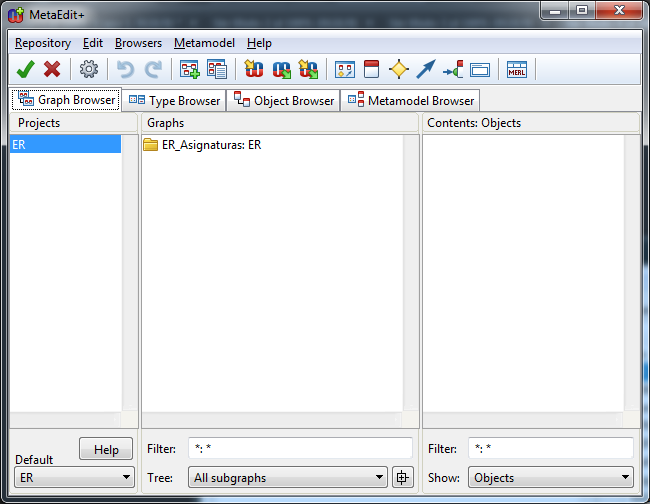 MetaEdit+
Repository Edit Browsers Metamodel Help
MERL
Graph Browser Type Browser Object Browser Metamodel Browser
Projects Graphs Contents: Objects
ER ER_Asignaturas: ER
Help Filter: *: * Filter: *: *
Default
ER Tree: All subgraphs Show: Objects